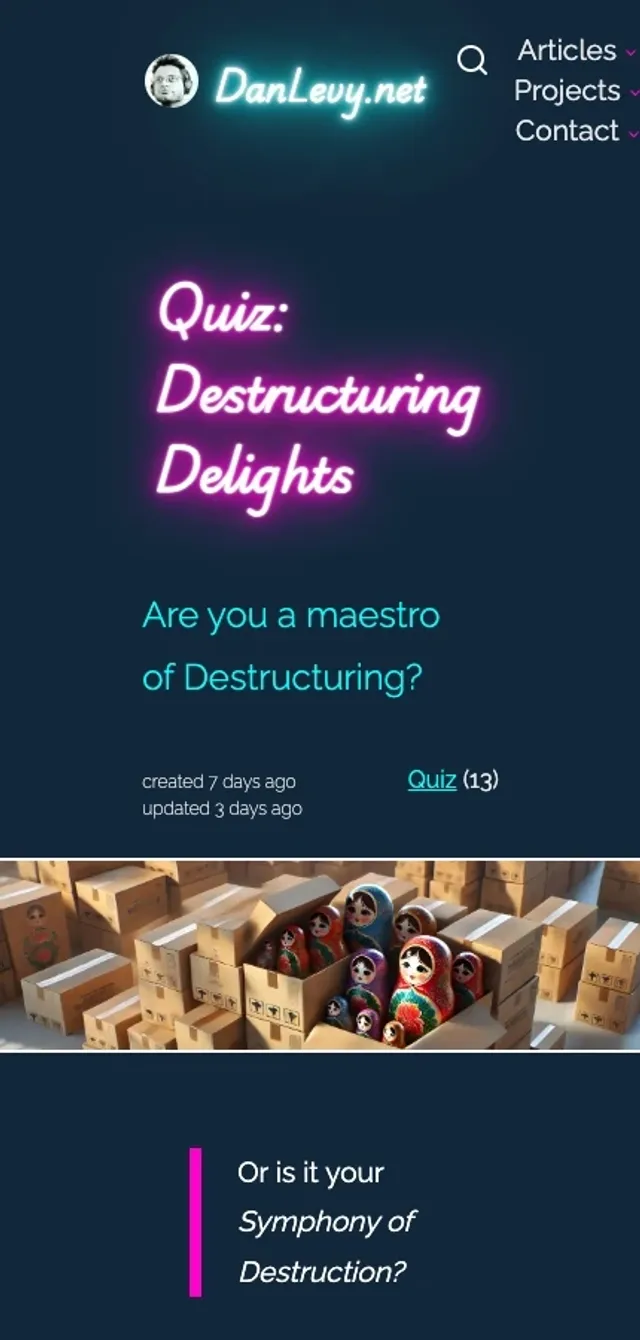 DanLevy.net
Articles
Projects
Contact
Quiz:
Destructuring
Delights
Are you a maestro
of Destructuring?
created 7 days ago
updated 3 days ago
Quiz (13)
Or is it your
Symphony of
Destruction?